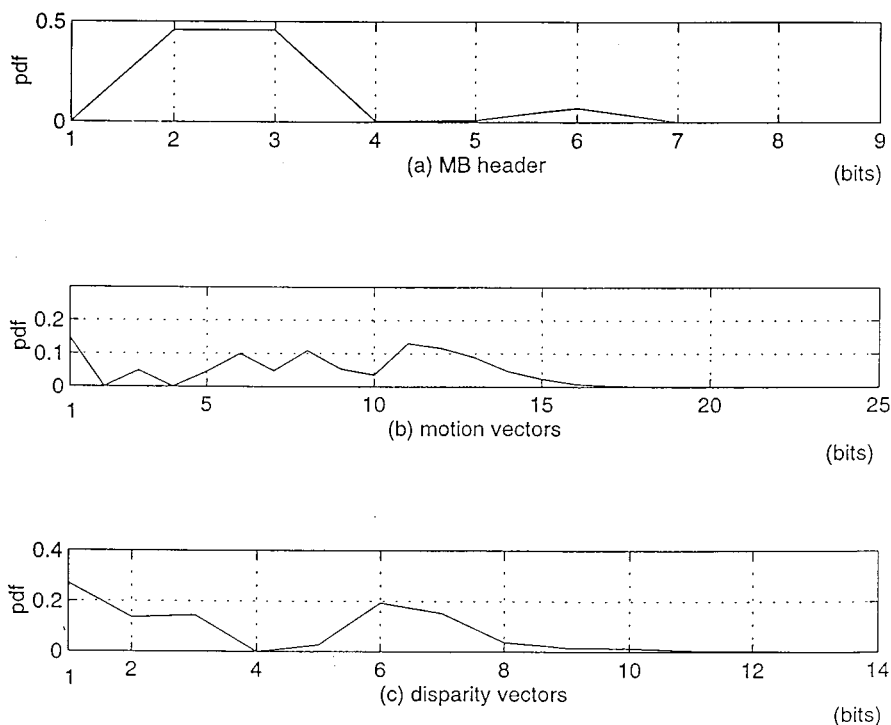 0.5
pdf
0
1 2 3 4 5 6 7 8 9
(a) MB header
(bits)
0.2
pdf
0.1
0
1 5 10 15 20 25
(b) motion vectors
(bits)
0.4
pdf
0.2
0
1 2 4 6 8 10 12 14
(c) disparity vectors
(bits)